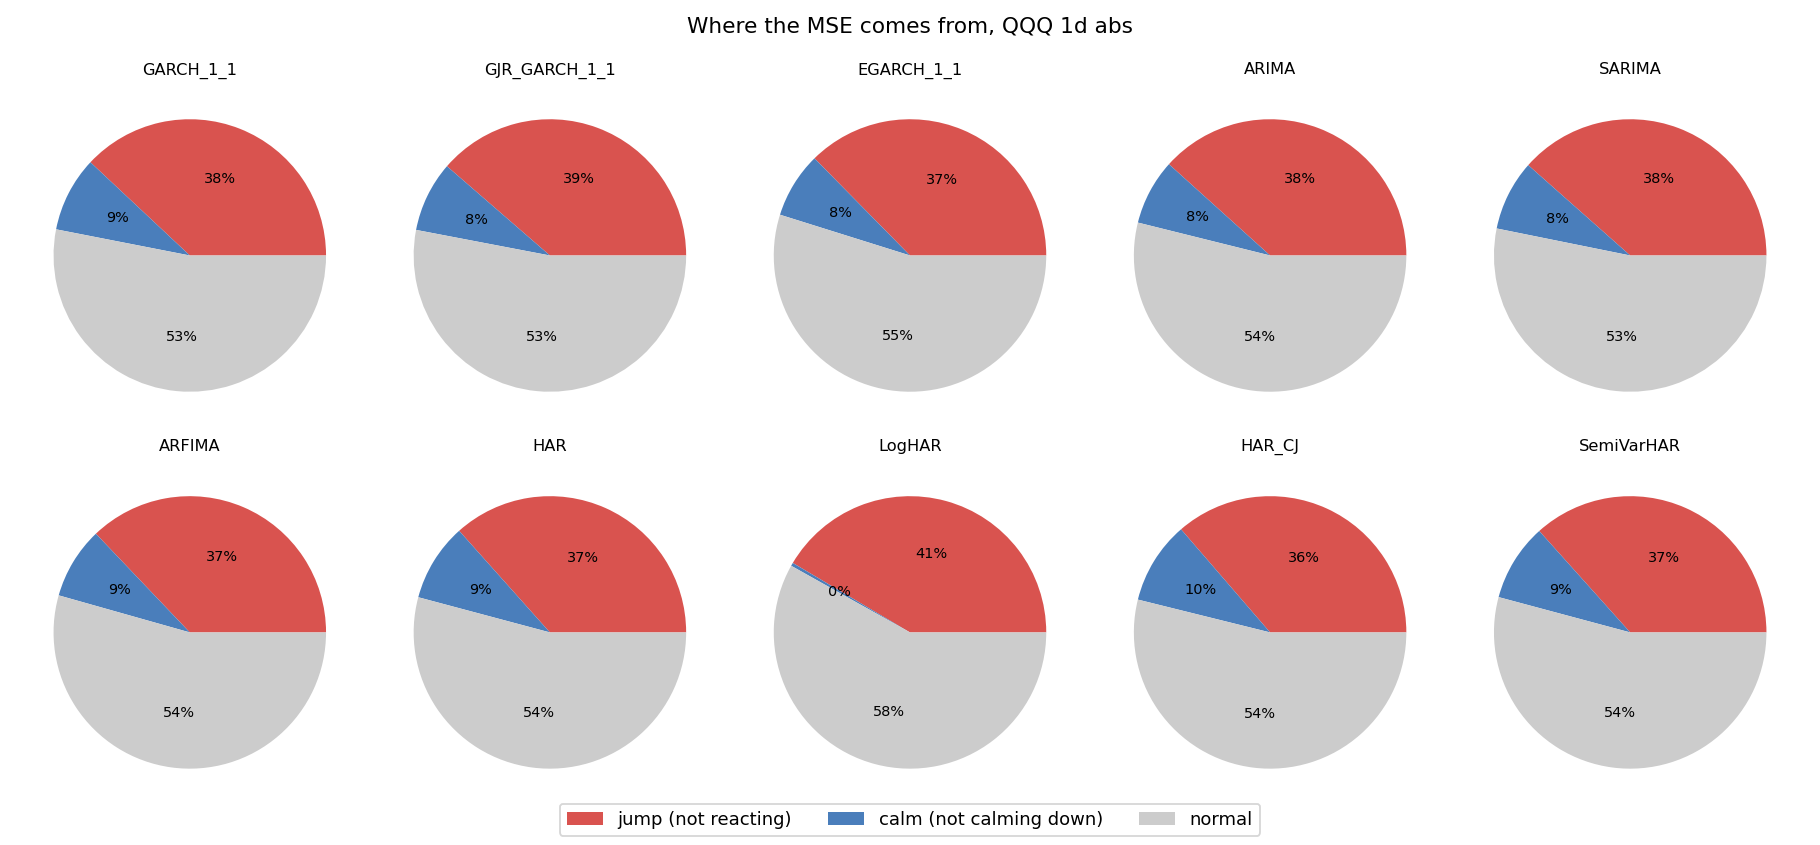 Where the MSE comes from, QQQ 1d abs
GARCH_1_1
GJR_GARCH_1_1
EGARCH_1_1
ARIMA
SARIMA
38%
9%
53%
39%
8%
53%
37%
8%
55%
38%
8%
54%
38%
8%
53%
ARFIMA
HAR
LogHAR
HAR_CJ
SemiVarHAR
37%
9%
54%
37%
9%
54%
41%
0%
58%
36%
10%
54%
37%
9%
54%
jump (not reacting)
calm (not calming down)
normal